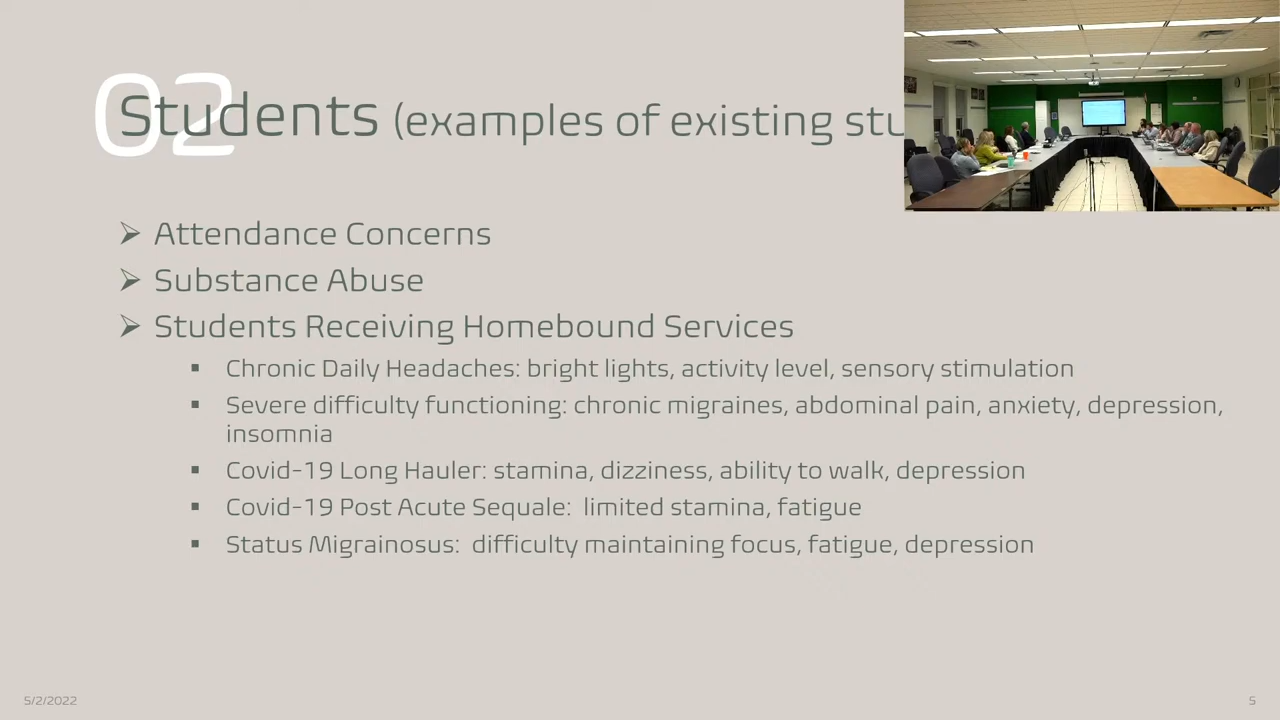 02
Students (examples of existing
➢ Attendance Concerns
➢ Substance Abuse
➢ Students Receiving Homebound Services
▪ Chronic Daily Headaches: bright lights, activity level, sensory stimulation
▪ Severe difficulty functioning: chronic migraines, abdominal pain, anxiety, depression,
insomnia
▪ Covid-19 Long Hauler: stamina, dizziness, ability to walk, depression
▪ Covid-19 Post Acute Sequale: limited stamina, fatigue
▪ Status Migrainosus: difficulty maintaining focus, fatigue, depression
5/2/2022
5